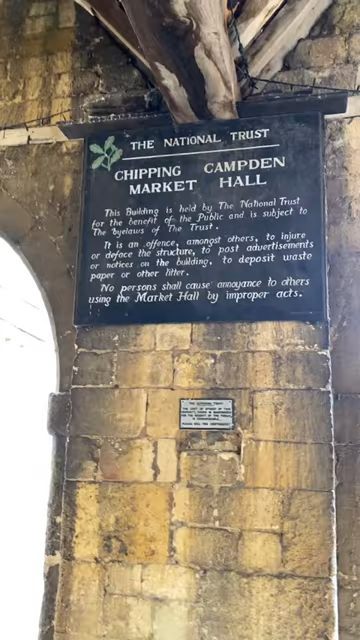 THE NATIONAL TRUST
CHIPPING CAMPDEN
MARKET HALL
This Building is held by The National Trust
for the benefit of the Public and is subject to
The byelaws of The Trust.
It is an offence, amongst others, to injure
or deface the structure, to post advertisements
or notices on the building, to deposit waste
paper or other litter.
No persons shall cause annoyance to others
using the Market Hall by improper acts.
THE NATIONAL TRUST